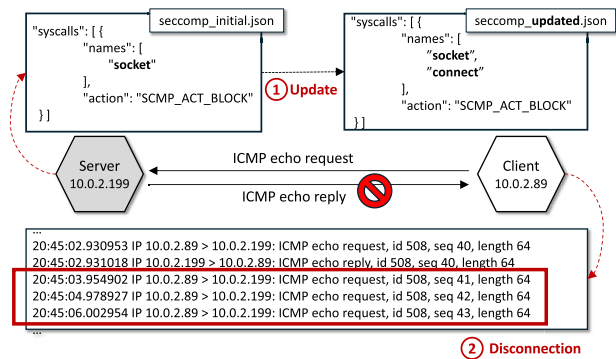 seccomp_initial.json
"syscalls": [ {
"names": [
"socket"
],
"action": "SCMP_ACT_BLOCK"
} ]
seccomp_updated.json
"syscalls": [ {
"names": [
”socket”,
”connect”
],
"action": "SCMP_ACT_BLOCK"
} ]
1 Update
Server
10.0.2.199
ICMP echo request
ICMP echo reply
Client
10.0.2.89
...
20:45:02.930953 IP 10.0.2.89 > 10.0.2.199: ICMP echo request, id 508, seq 40, length 64
20:45:02.931018 IP 10.0.2.199 > 10.0.2.89: ICMP echo reply, id 508, seq 40, length 64
20:45:03.954902 IP 10.0.2.89 > 10.0.2.199: ICMP echo request, id 508, seq 41, length 64
20:45:04.978927 IP 10.0.2.89 > 10.0.2.199: ICMP echo request, id 508, seq 42, length 64
20:45:06.002954 IP 10.0.2.89 > 10.0.2.199: ICMP echo request, id 508, seq 43, length 64
...
2 Disconnection